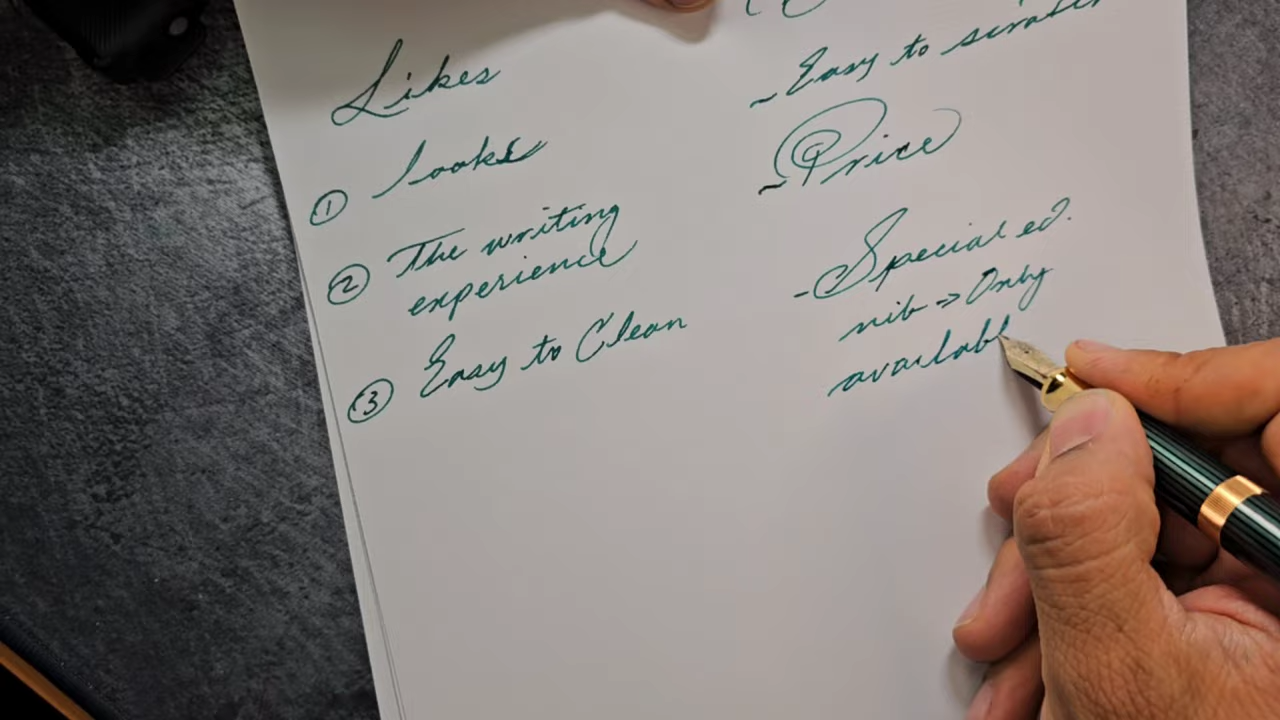 Likes
① looks
② The writing
experience
③ Easy to Clean
~ Easy to scratch
~ Price
- Special ed.
nib => Only
availabl